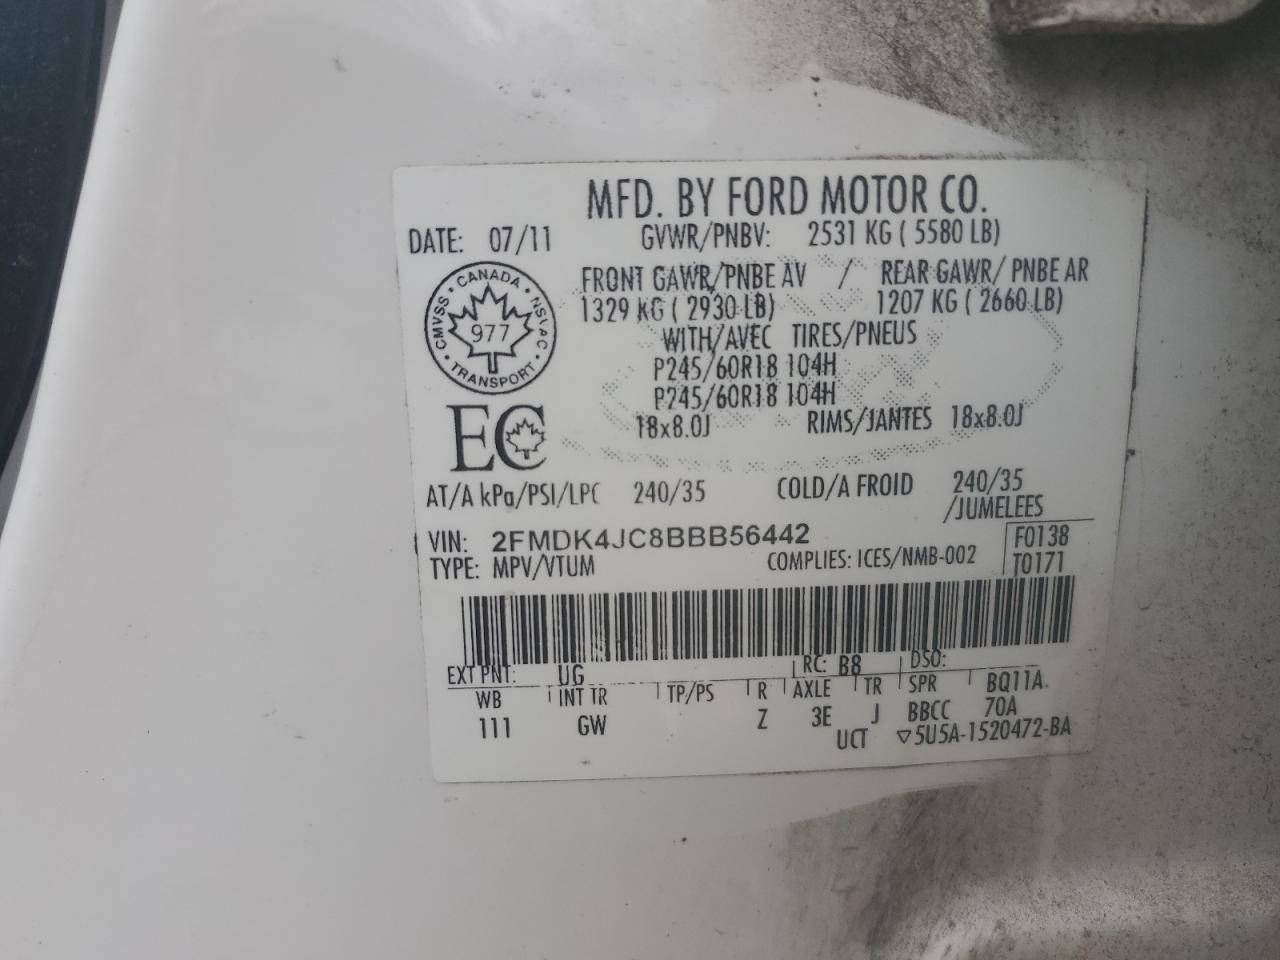 MFD. BY FORD MOTOR CO.
DATE: 07/11 GVWR/PNBV: 2531 KG ( 5580 LB)
FRONT GAWR/PNBE AV / REAR GAWR/ PNBE AR
1329 KG ( 2930 LB) 1207 KG ( 2660 LB)
WITH/AVEC TIRES/PNEUS
P245/60R18 104H
P245/60R18 104H
18x8.0J RIMS/JANTES 18x8.0J
CANADA
CMVSS NSVAC
977
TRANSPORT
EC
AT/A kPa/PSI/LPC 240/35 COLD/A FROID 240/35
/JUMELEES
VIN: 2FMDK4JC8BBB56442 F0138
TYPE: MPV/VTUM COMPLIES: ICES/NMB-002 T0171
EXT PNT: UG RC: B8 DSO:
WB INT TR TP/PS R AXLE TR SPR BQ11A
111 GW Z 3E J BBCC 70A
UCT ▽5U5A-1520472-BA